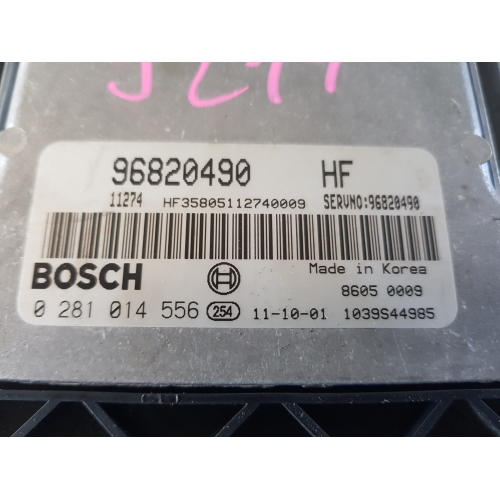 96820490 HF
11274 HF35805112740009 SERVNO:96820490
BOSCH Made in Korea
8605 0009
0 281 014 556 254 11-10-01 1039S44985